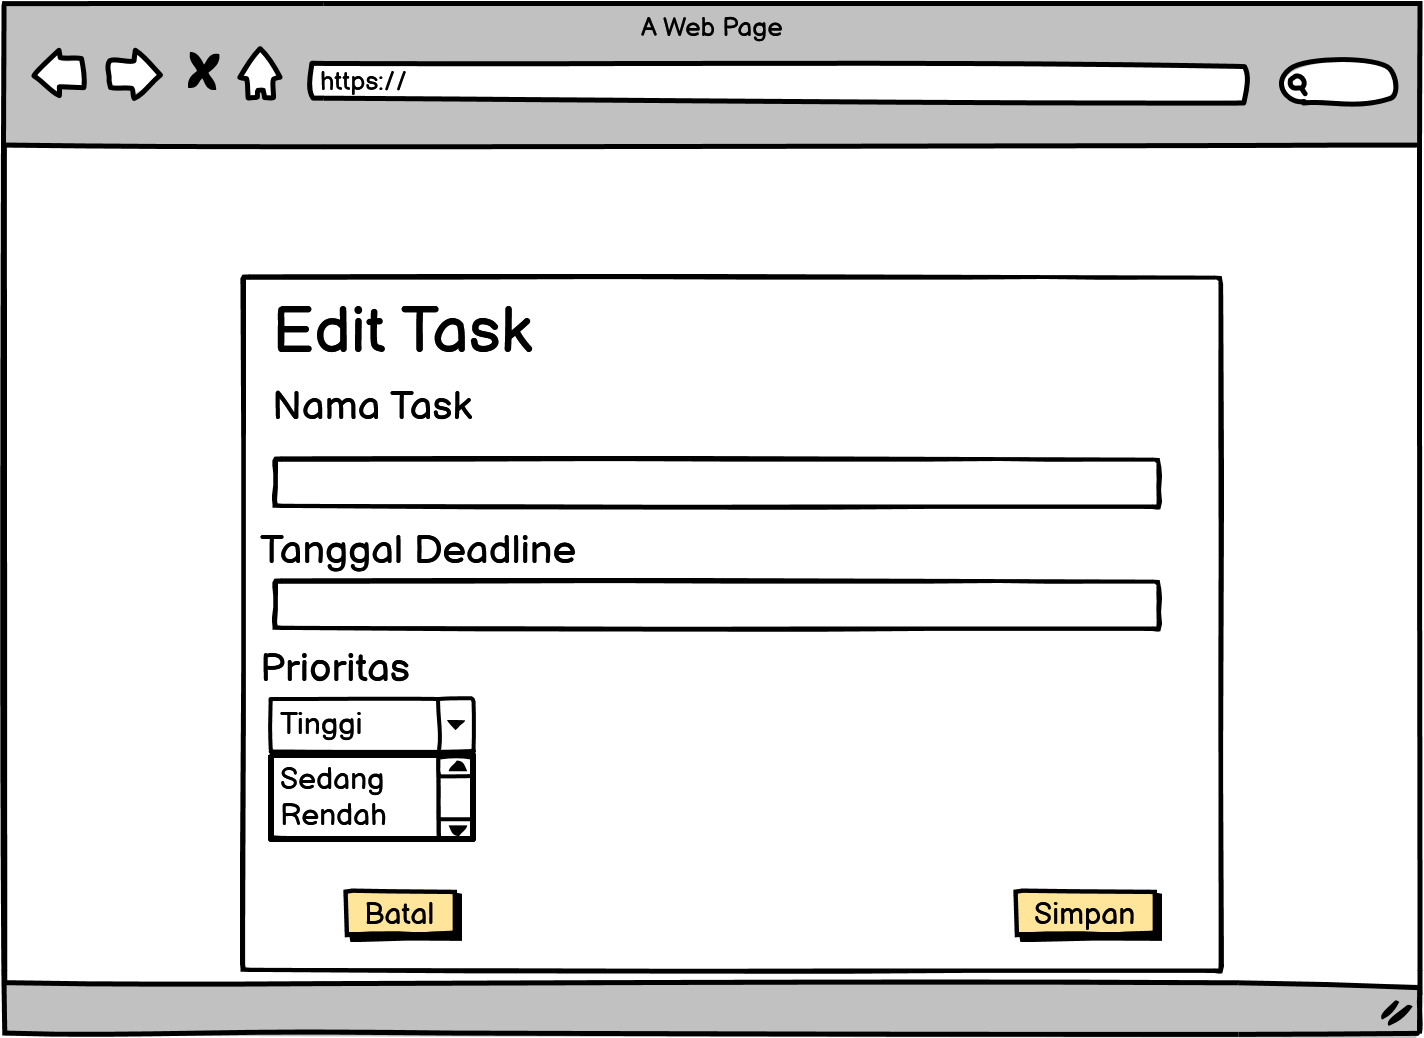 A Web Page
https://
Edit Task
Nama Task
Tanggal Deadline
Prioritas
Tinggi
Sedang
Rendah
Batal
Simpan